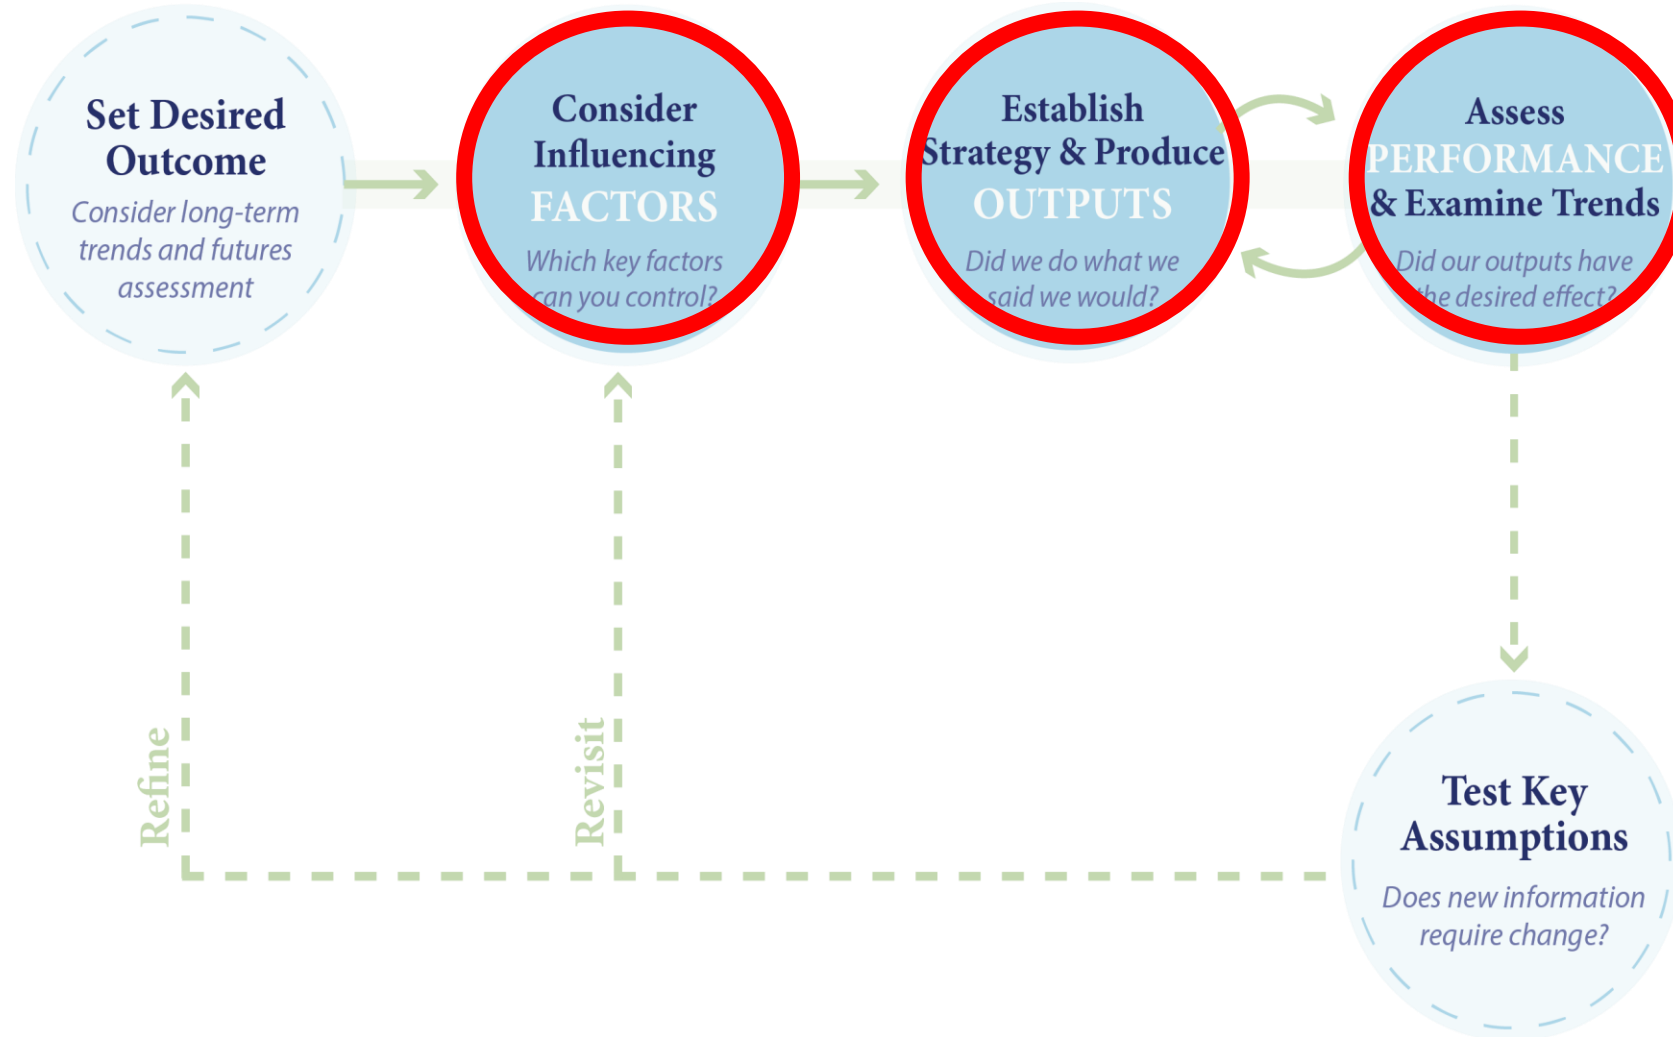 Set Desired
Outcome
Consider long-term
trends and futures
assessment
Consider
Influencing
FACTORS
Which key factors
can you control?
Establish
Strategy & Produce
OUTPUTS
Did we do what we
said we would?
Assess
PERFORMANCE
& Examine Trends
Did our outputs have
the desired effect?
Refine
Revisit
Test Key
Assumptions
Does new information
require change?